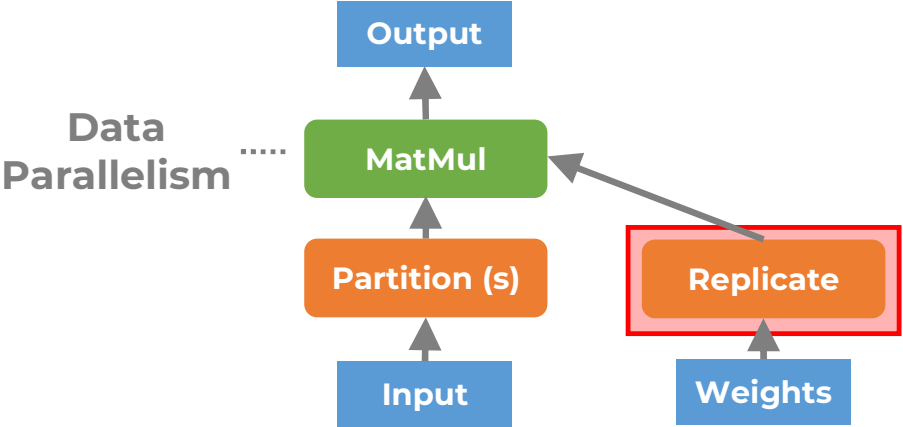 Output
Data
Parallelism
.....
MatMul
Partition (s)
Replicate
Input
Weights